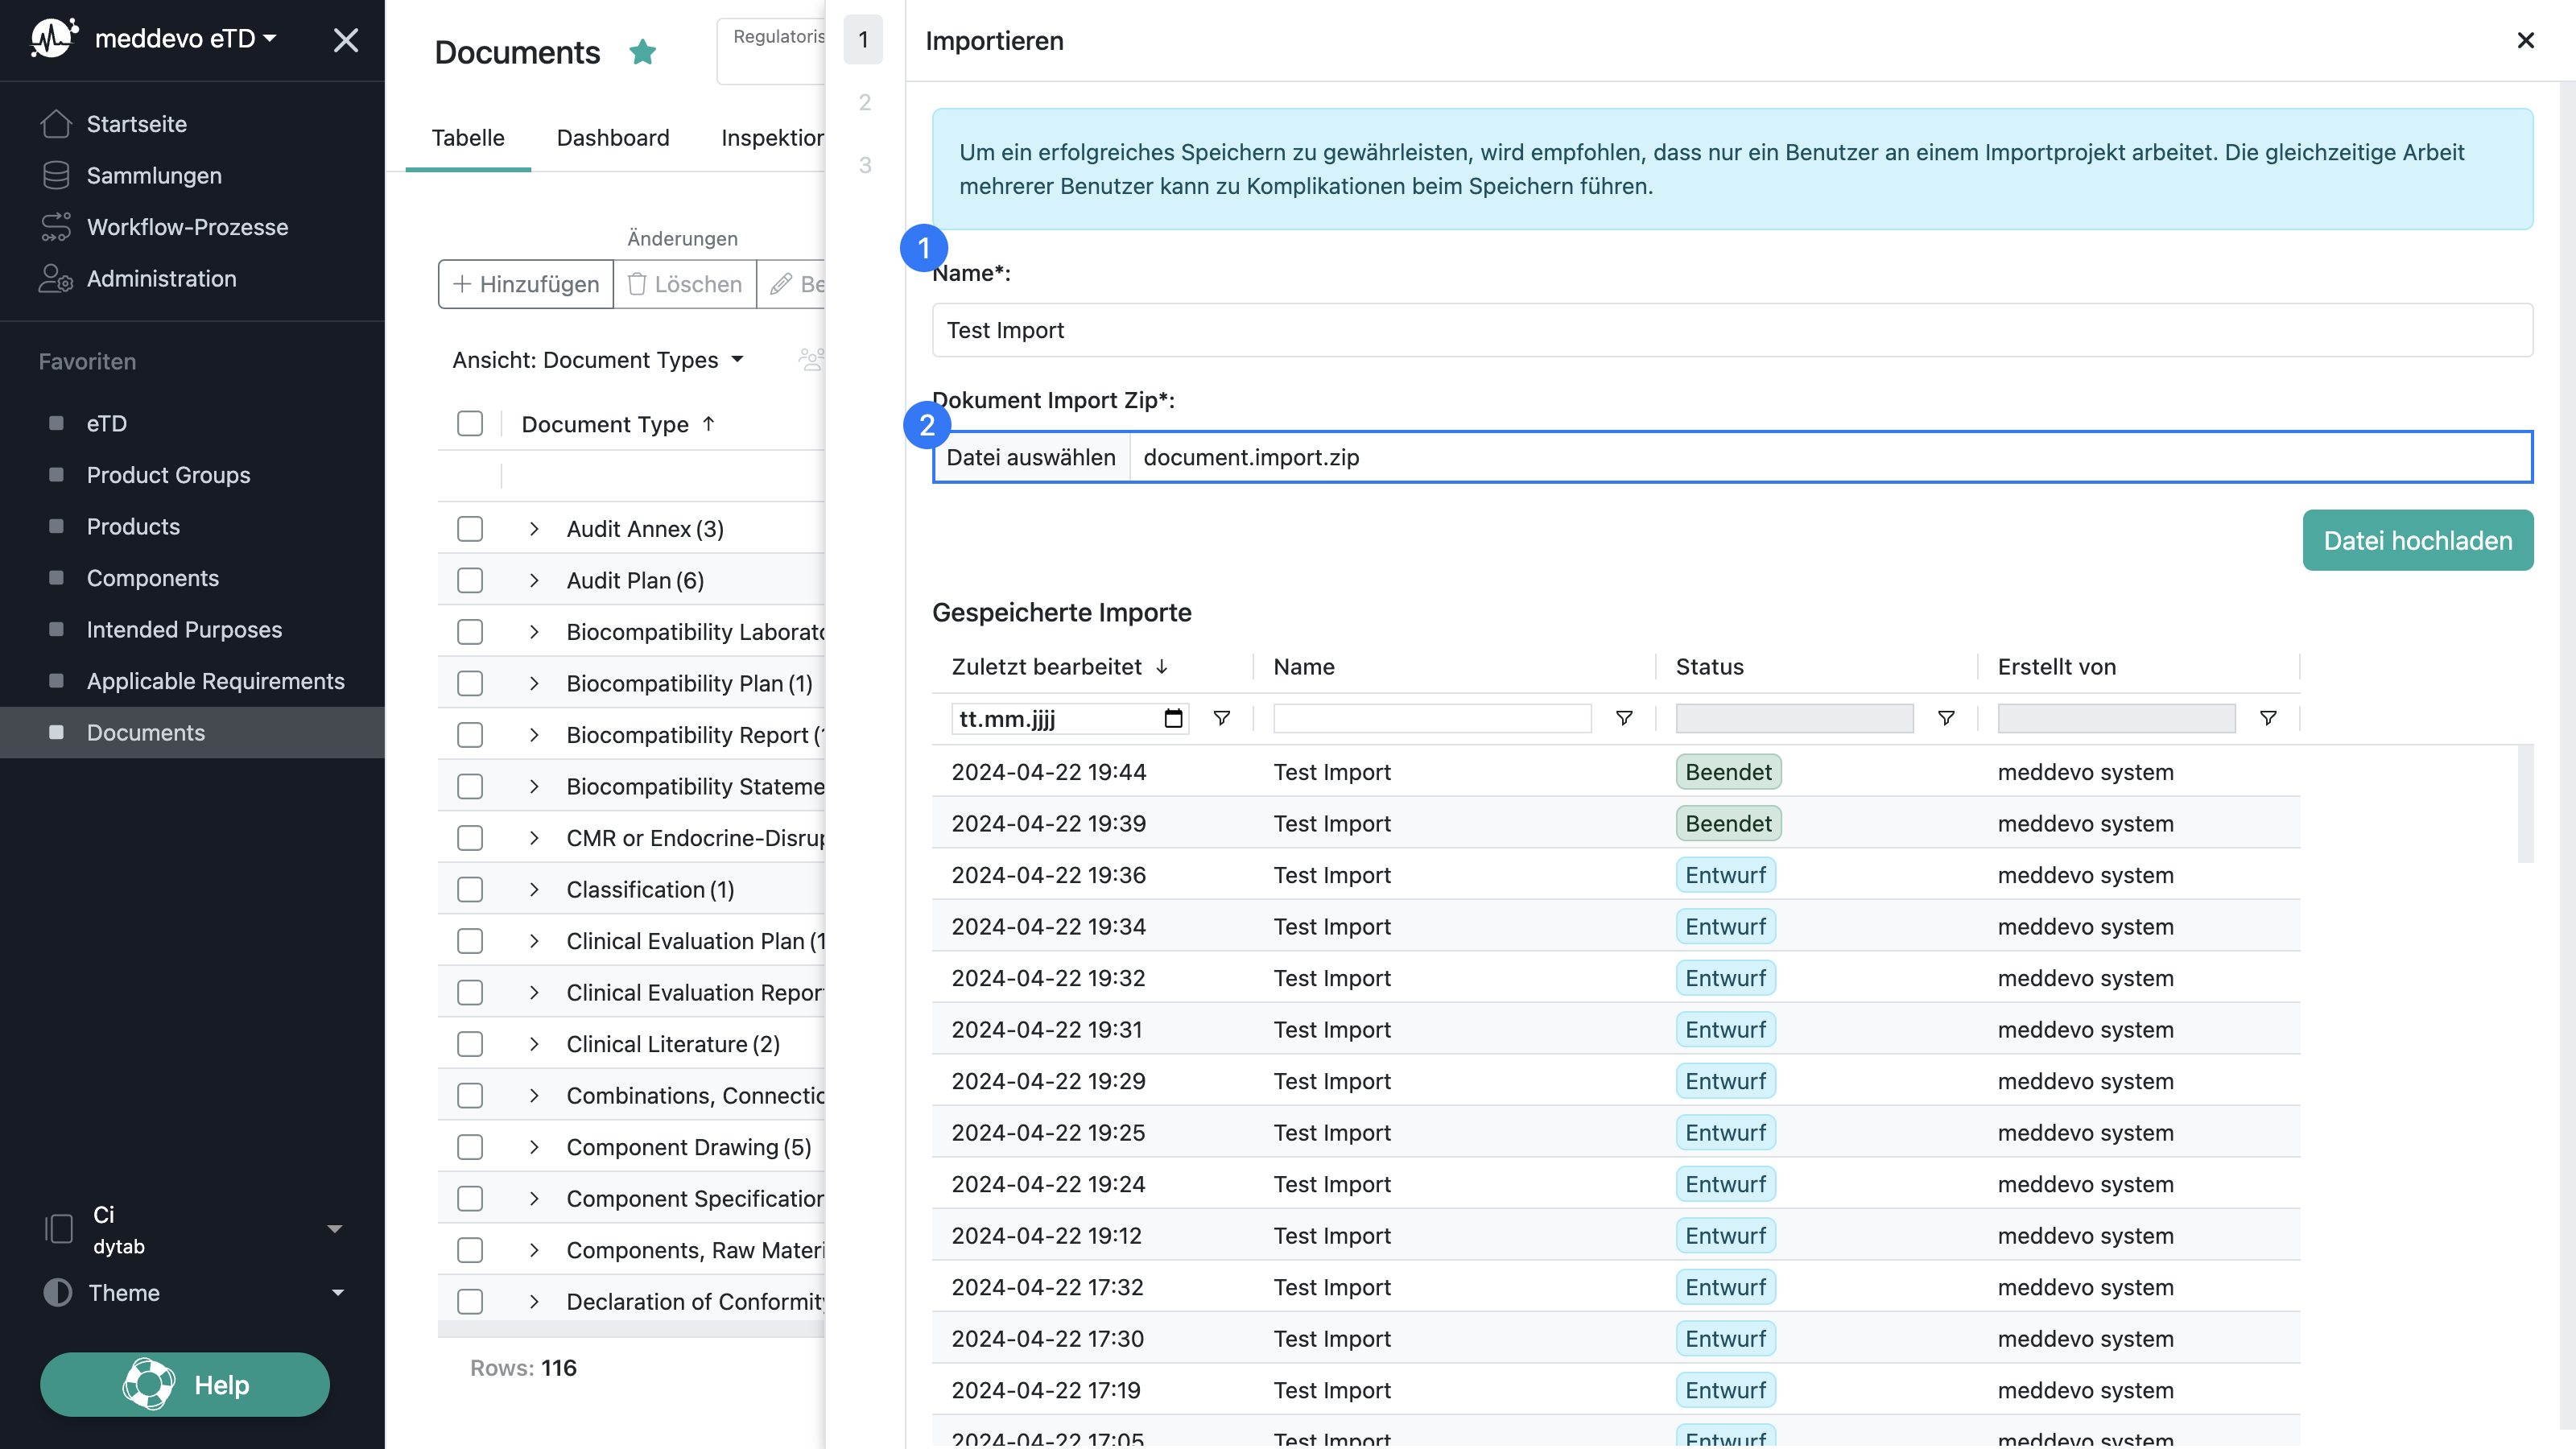 meddevo eTD
Startseite
Sammlungen
Workflow-Prozesse
Administration
Favoriten
eTD
Product Groups
Products
Components
Intended Purposes
Applicable Requirements
Documents
Ci
dytab
Theme
Help
Documents
Regulatoris
Tabelle
Dashboard
Inspektion
Änderungen
Hinzufügen
Löschen
Be
Ansicht: Document Types
Document Type ↑
Audit Annex (3)
Audit Plan (6)
Biocompatibility Laborato
Biocompatibility Plan (1)
Biocompatibility Report (
Biocompatibility Stateme
CMR or Endocrine-Disrup
Classification (1)
Clinical Evaluation Plan (1
Clinical Evaluation Repor
Clinical Literature (2)
Combinations, Connectio
Component Drawing (5)
Component Specification
Components, Raw Materi
Declaration of Conformity
Rows: 116
1
2
3
Importieren
Um ein erfolgreiches Speichern zu gewährleisten, wird empfohlen, dass nur ein Benutzer an einem Importprojekt arbeitet. Die gleichzeitige Arbeit
mehrerer Benutzer kann zu Komplikationen beim Speichern führen.
1
Name*:
Test Import
Dokument Import Zip*:
2
Datei auswählen document.import.zip
Datei hochladen
Gespeicherte Importe
Zuletzt bearbeitet ↓ Name Status Erstellt von
tt.mm.jjjj
2024-04-22 19:44 Test Import Beendet meddevo system
2024-04-22 19:39 Test Import Beendet meddevo system
2024-04-22 19:36 Test Import Entwurf meddevo system
2024-04-22 19:34 Test Import Entwurf meddevo system
2024-04-22 19:32 Test Import Entwurf meddevo system
2024-04-22 19:31 Test Import Entwurf meddevo system
2024-04-22 19:29 Test Import Entwurf meddevo system
2024-04-22 19:25 Test Import Entwurf meddevo system
2024-04-22 19:24 Test Import Entwurf meddevo system
2024-04-22 19:12 Test Import Entwurf meddevo system
2024-04-22 17:32 Test Import Entwurf meddevo system
2024-04-22 17:30 Test Import Entwurf meddevo system
2024-04-22 17:19 Test Import Entwurf meddevo system
2024-04-22 17:05 Test Import Entwurf meddevo system